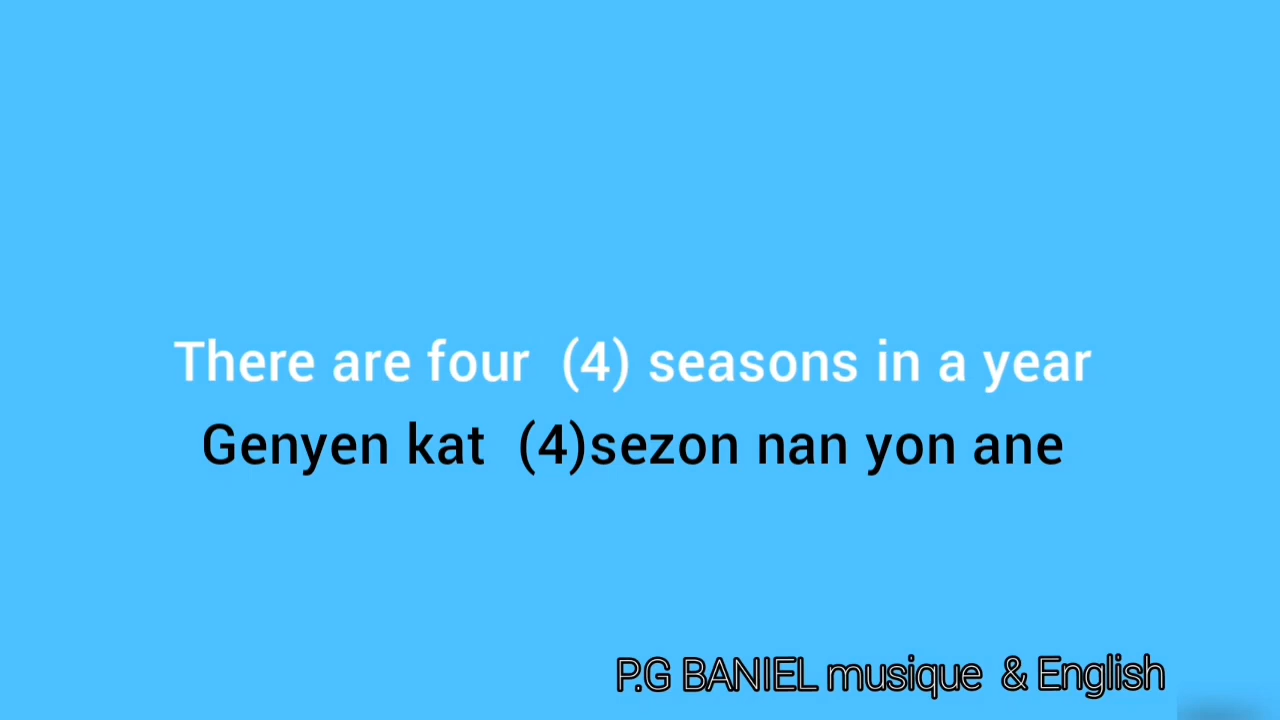 There are four (4) seasons in a year
Genyen kat (4)sezon nan yon ane
P.G BANIEL musique & English